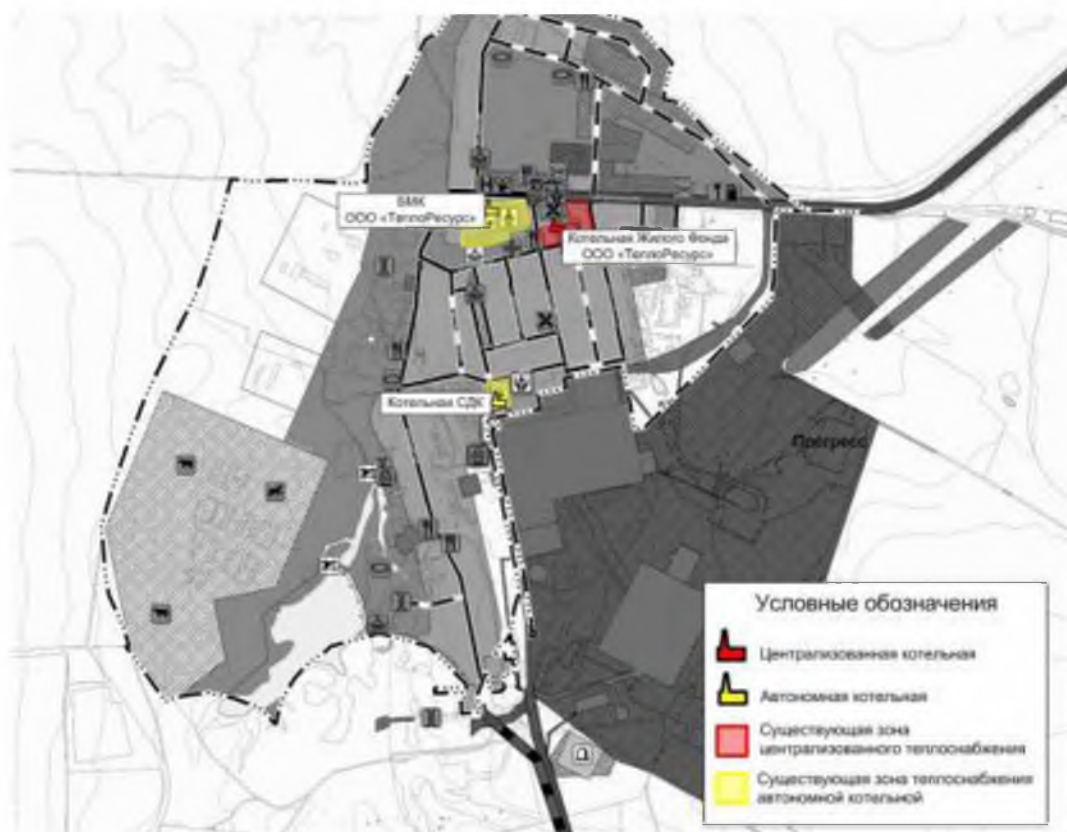 БМК
ООО «ТеплоРесурс»
Котельная Жилого Фонда
ООО «ТеплоРесурс»
Котельная СДК
Прогресс
Условные обозначения
Централизованная котельная
Автономная котельная
Существующая зона
централизованного теплоснабжения
Существующая зона теплоснабжения
автономной котельной